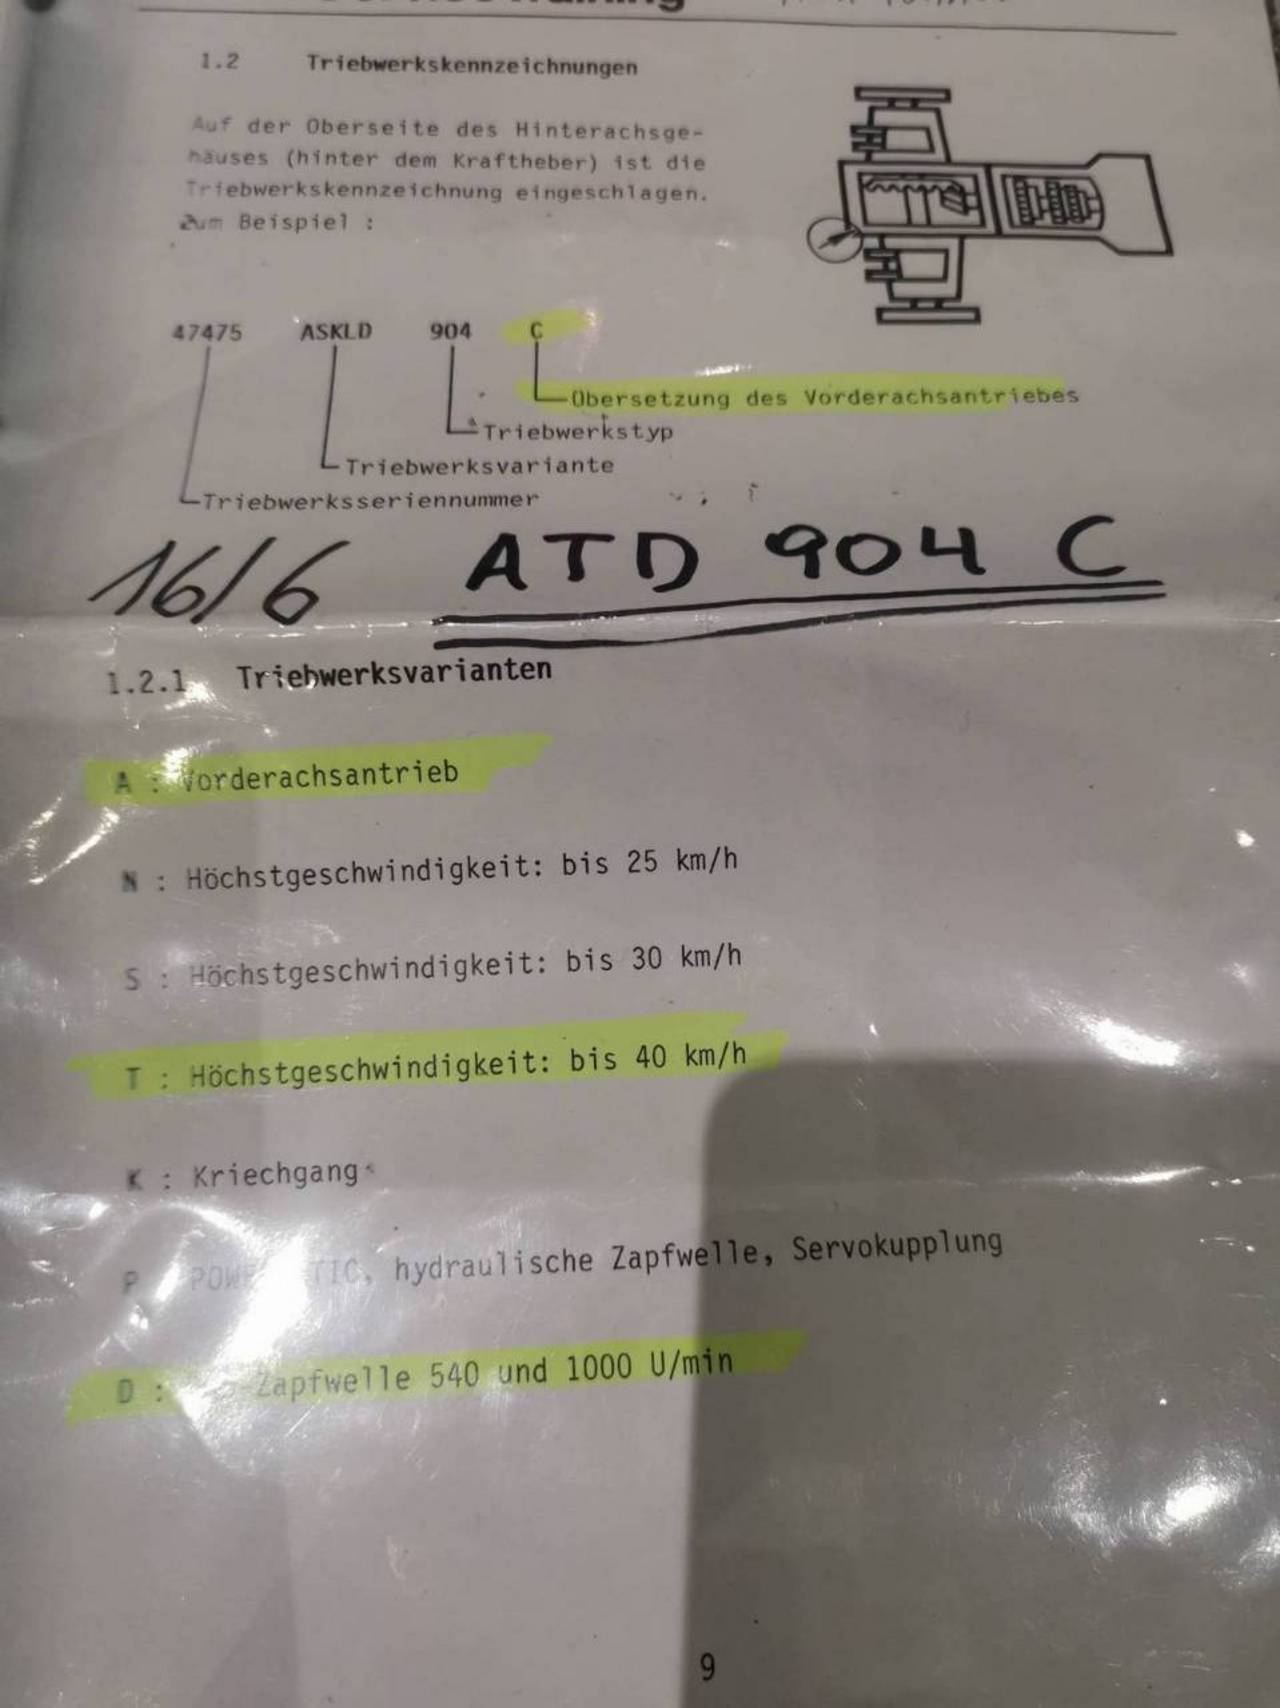 1.2 Triebwerkskennzeichnungen
Auf der Oberseite des Hinterachsge-
häuses (hinter dem Kraftheber) ist die
Triebwerkskennzeichnung eingeschlagen.
Zum Beispiel :
47475 ASKLD 904 C
Übersetzung des Vorderachsantriebes
Triebwerkstyp
Triebwerksvariante
Triebwerksseriennummer
16/6 ATD 904 C
1.2.1 Triebwerksvarianten
A : Vorderachsantrieb
N : Höchstgeschwindigkeit: bis 25 km/h
S : Höchstgeschwindigkeit: bis 30 km/h
T : Höchstgeschwindigkeit: bis 40 km/h
K : Kriechgang
P hydraulische Zapfwelle, Servokupplung
D : Zapfwelle 540 und 1000 U/min
9